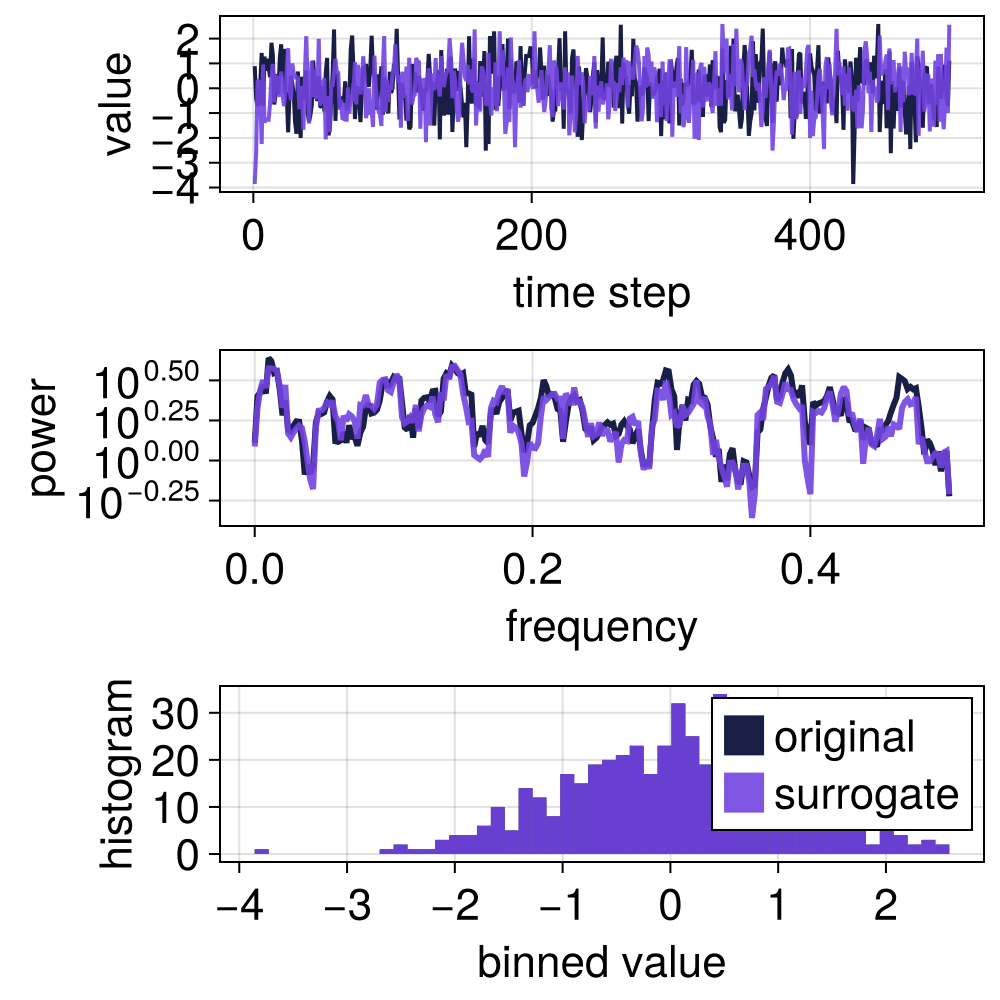 value
2
1
0
−1
−2
−3
−4
0 200 400
time step
power
10^0.50
10^0.25
10^0.00
10^−0.25
0.0 0.2 0.4
frequency
histogram
30
20
10
0
original
surrogate
−4 −3 −2 −1 0 1 2
binned value